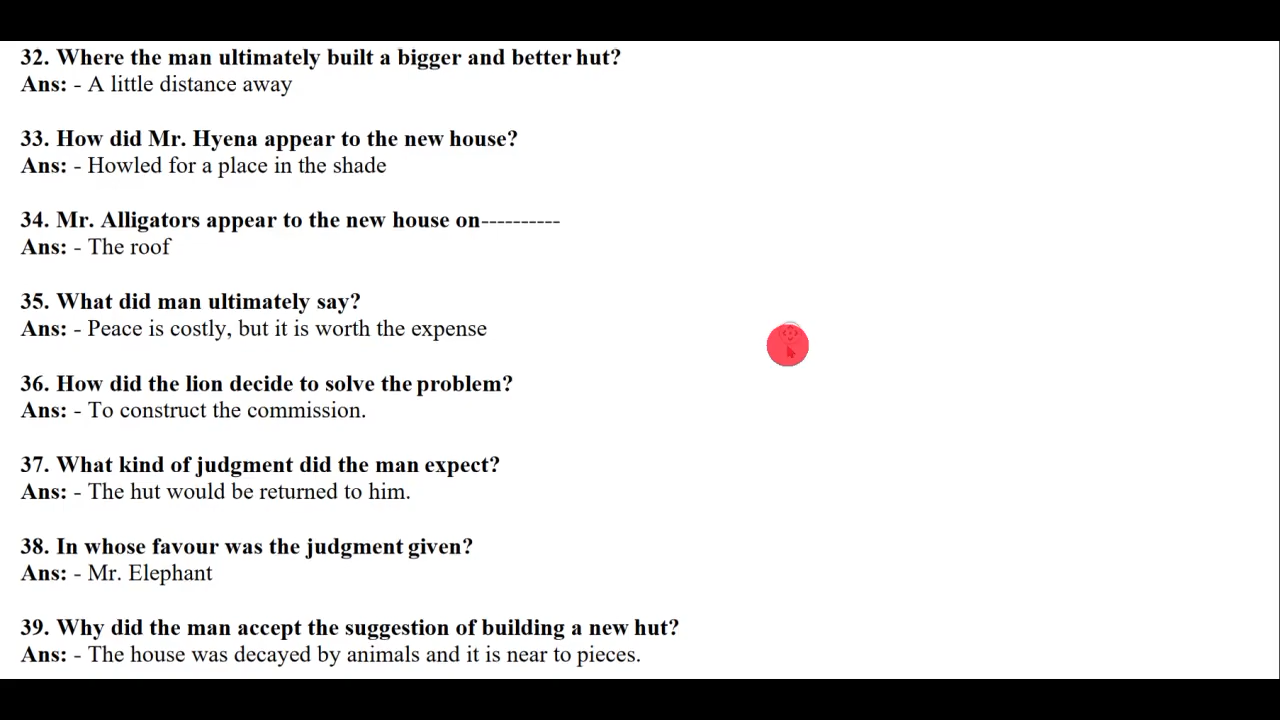 32. Where the man ultimately built a bigger and better hut?
Ans: - A little distance away
33. How did Mr. Hyena appear to the new house?
Ans: - Howled for a place in the shade
34. Mr. Alligators appear to the new house on----------
Ans: - The roof
35. What did man ultimately say?
Ans: - Peace is costly, but it is worth the expense
36. How did the lion decide to solve the problem?
Ans: - To construct the commission.
37. What kind of judgment did the man expect?
Ans: - The hut would be returned to him.
38. In whose favour was the judgment given?
Ans: - Mr. Elephant
39. Why did the man accept the suggestion of building a new hut?
Ans: - The house was decayed by animals and it is near to pieces.